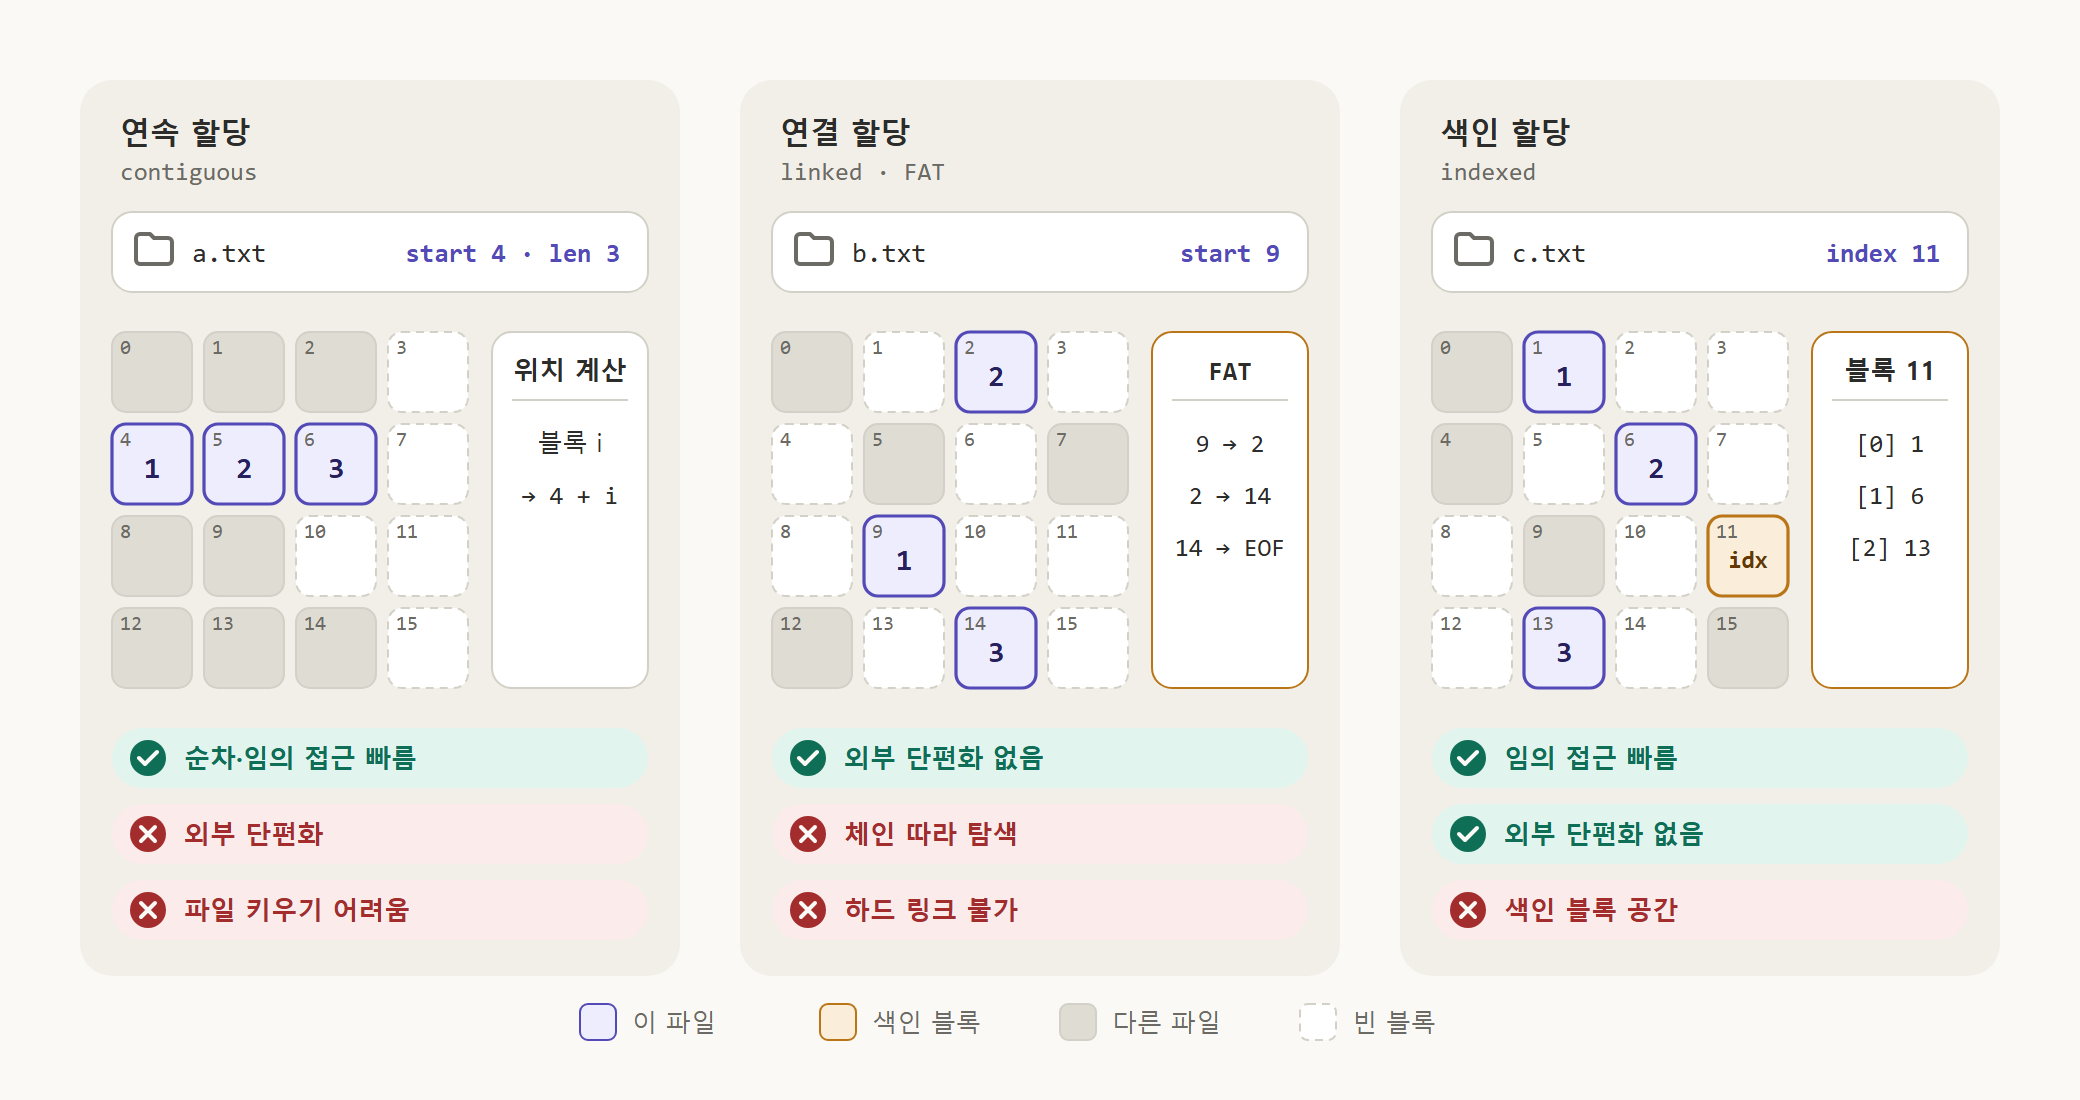 연속 할당
contiguous
a.txt start 4 · len 3
0 1 2 3
4 1 5 2 6 3 7
8 9 10 11
12 13 14 15
위치 계산
블록 i
→ 4 + i
순차·임의 접근 빠름
외부 단편화
파일 키우기 어려움
연결 할당
linked · FAT
b.txt start 9
0 1 2 2 3
4 5 6 7
8 9 1 10 11
12 13 14 3 15
FAT
9 → 2
2 → 14
14 → EOF
외부 단편화 없음
체인 따라 탐색
하드 링크 불가
색인 할당
indexed
c.txt index 11
0 1 1 2 3
4 5 6 2 7
8 9 10 11 idx
12 13 3 14 15
블록 11
[0] 1
[1] 6
[2] 13
임의 접근 빠름
외부 단편화 없음
색인 블록 공간
이 파일 색인 블록 다른 파일 빈 블록